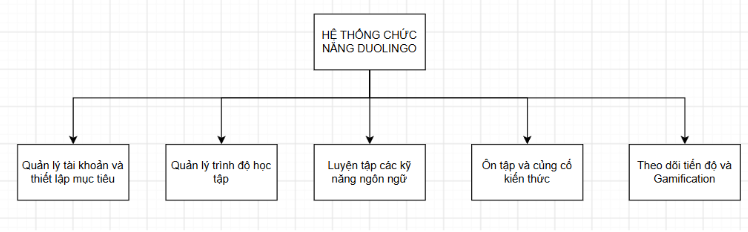 HỆ THỐNG CHỨC
NĂNG DUOLINGO
Quản lý tài khoản và
thiết lập mục tiêu
Quản lý trình độ học
tập
Luyện tập các kỹ
năng ngôn ngữ
Ôn tập và củng cố
kiến thức
Theo dõi tiến độ và
Gamification